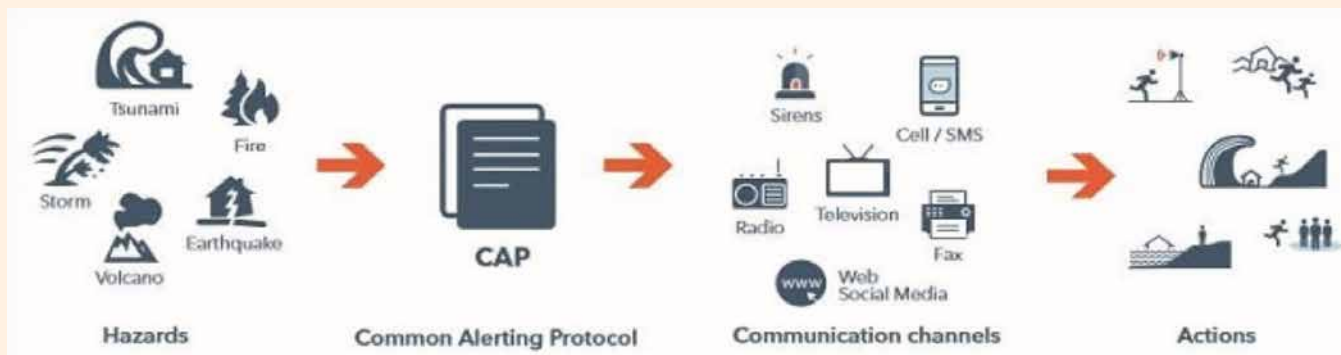 Tsunami
Fire
Storm
Earthquake
Volcano
Hazards
CAP
Common Alerting Protocol
Sirens
Cell / SMS
Radio
Television
Fax
www
Web
Social Media
Communication channels
Actions